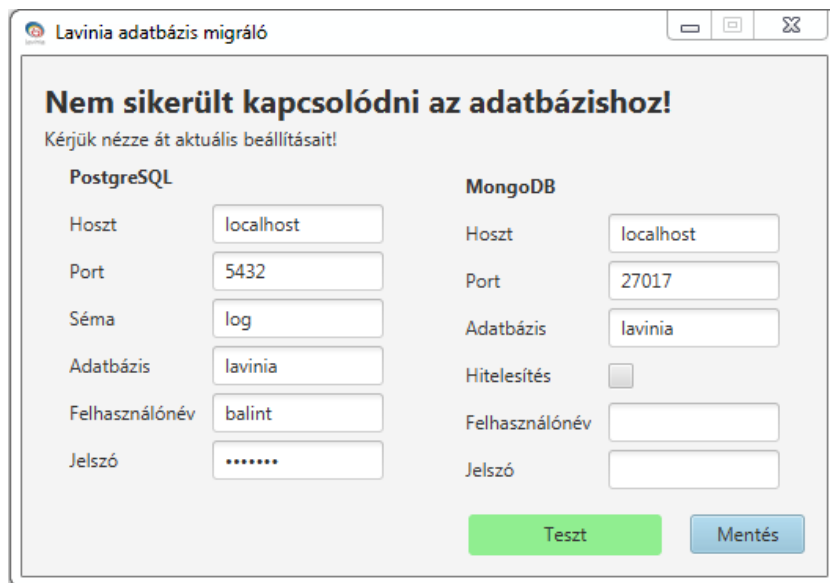 Lavinia adatbázis migráló
Nem sikerült kapcsolódni az adatbázishoz!
Kérjük nézze át aktuális beállításait!
PostgreSQL
Hoszt localhost
Port 5432
Séma log
Adatbázis lavinia
Felhasználónév balint
Jelszó •••••••
MongoDB
Hoszt localhost
Port 27017
Adatbázis lavinia
Hitelesítés
Felhasználónév
Jelszó
Teszt
Mentés